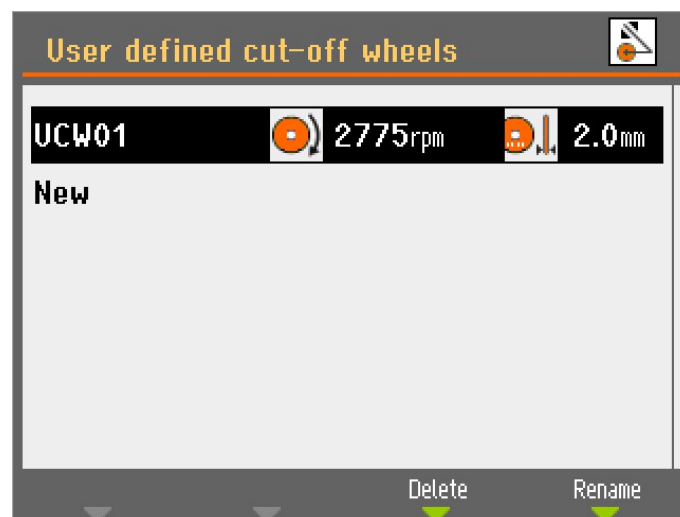 User defined cut-off wheels
UCW01 2775rpm 2.0mm
New
Delete Rename